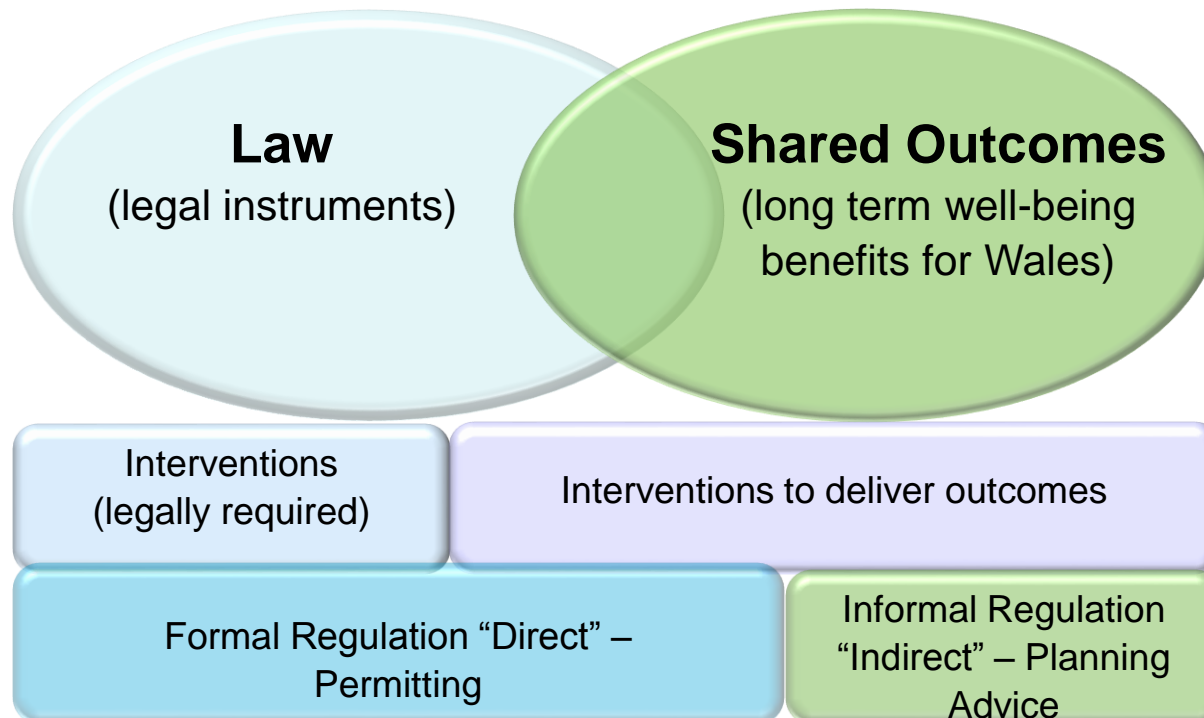 Law
(legal instruments)
Shared Outcomes
(long term well-being
benefits for Wales)
Interventions
(legally required)
Interventions to deliver outcomes
Formal Regulation “Direct” –
Permitting
Informal Regulation
“Indirect” – Planning
Advice